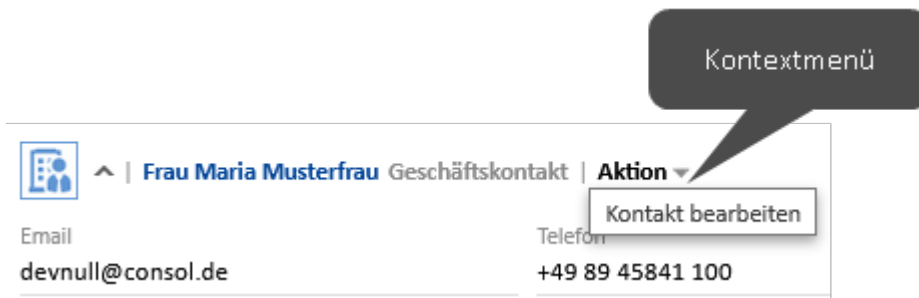 Kontextmenü
Frau Maria Musterfrau Geschäftskontakt | Aktion
Kontakt bearbeiten
Email Telefon
devnull@consol.de +49 89 45841 100